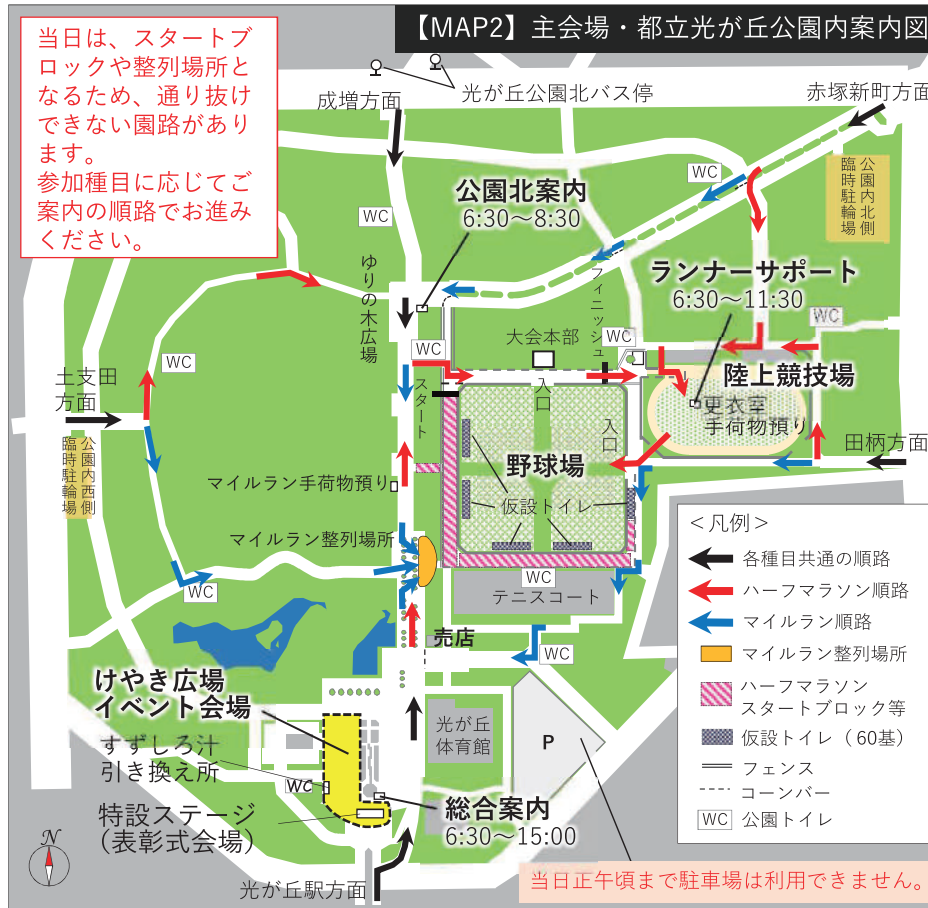 【MAP2】主会場・都立光が丘公園内案内図
当日は、スタートブ
ロックや整列場所と
なるため、通り抜け
できない園路があり
ます。
参加種目に応じてご
案内の順路でお進み
ください。
成増方面
光が丘公園北バス停
赤塚新町方面
WC
WC
公園内北側
臨時駐輪場
公園北案内
6:30～8:30
ゆりの木広場
フィニッシュ
ランナーサポート
6:30～11:30
WC
大会本部
WC
WC
WC
土支田
方面
スタート
入口
陸上競技場
更衣室
手荷物預り
入口
田柄方面
公園内西側
臨時駐輪場
野球場
マイルラン手荷物預り
仮設トイレ
マイルラン整列場所
WC
WC
テニスコート
売店
WC
けやき広場
イベント会場
すずしろ汁
引き換え所
WC
光が丘
体育館
P
特設ステージ
（表彰式会場）
総合案内
6:30～15:00
光が丘駅方面
N
＜凡例＞
各種目共通の順路
ハーフマラソン順路
マイルラン順路
マイルラン整列場所
ハーフマラソン
スタートブロック等
仮設トイレ（60基）
フェンス
コーンバー
WC 公園トイレ
当日正午頃まで駐車場は利用できません。